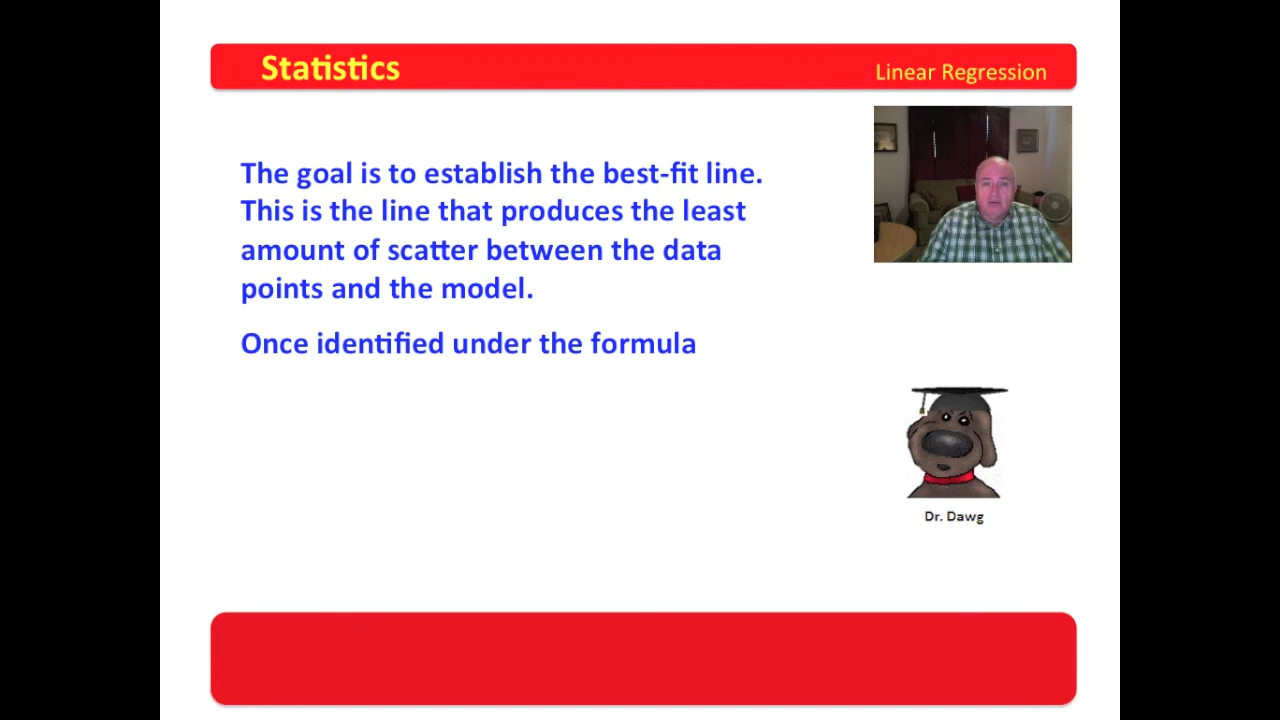 Statistics
Linear Regression
The goal is to establish the best-fit line.
This is the line that produces the least
amount of scatter between the data
points and the model.
Once identified under the formula
Dr. Dawg